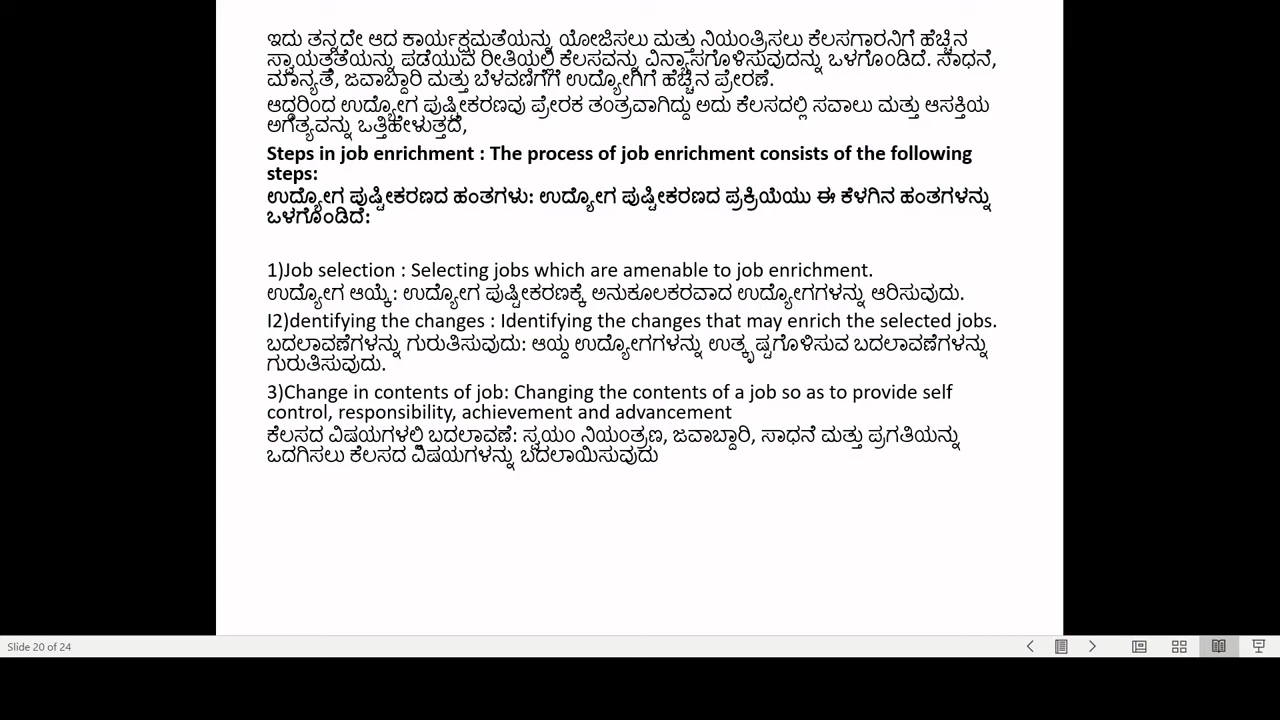 ಇದು ತನ್ನದೇ ಆದ ಕಾರ್ಯಕ್ಷಮತೆಯನ್ನು ಯೋಜಿಸಲು ಮತ್ತು ನಿಯಂತ್ರಿಸಲು ಕೆಲಸಗಾರನಿಗೆ ಹೆಚ್ಚಿನ
ಸ್ವಾಯತ್ತತೆಯನ್ನು ಪಡೆಯುವ ರೀತಿಯಲ್ಲಿ ಕೆಲಸವನ್ನು ವಿನ್ಯಾಸಗೊಳಿಸುವುದನ್ನು ಒಳಗೊಂಡಿದೆ. ಸಾಧನೆ,
ಮಾನ್ಯತೆ, ಜವಾಬ್ದಾರಿ ಮತ್ತು ಬೆಳವಣಿಗೆಗೆ ಉದ್ಯೋಗಿಗೆ ಹೆಚ್ಚಿನ ಪ್ರೇರಣೆ.
ಆದ್ದರಿಂದ ಉದ್ಯೋಗ ಪುಷ್ಟೀಕರಣವು ಪ್ರೇರಕ ತಂತ್ರವಾಗಿದ್ದು ಅದು ಕೆಲಸದಲ್ಲಿ ಸವಾಲು ಮತ್ತು ಆಸಕ್ತಿಯ
ಅಗತ್ಯವನ್ನು ಒತ್ತಿಹೇಳುತ್ತದೆ,
Steps in job enrichment : The process of job enrichment consists of the following
steps:
ಉದ್ಯೋಗ ಪುಷ್ಟೀಕರಣದ ಹಂತಗಳು: ಉದ್ಯೋಗ ಪುಷ್ಟೀಕರಣದ ಪ್ರಕ್ರಿಯೆಯು ಈ ಕೆಳಗಿನ ಹಂತಗಳನ್ನು
ಒಳಗೊಂಡಿದೆ:
1)Job selection : Selecting jobs which are amenable to job enrichment.
ಉದ್ಯೋಗ ಆಯ್ಕೆ: ಉದ್ಯೋಗ ಪುಷ್ಟೀಕರಣಕ್ಕೆ ಅನುಕೂಲಕರವಾದ ಉದ್ಯೋಗಗಳನ್ನು ಆರಿಸುವುದು.
I2)dentifying the changes : Identifying the changes that may enrich the selected jobs.
ಬದಲಾವಣೆಗಳನ್ನು ಗುರುತಿಸುವುದು: ಆಯ್ದ ಉದ್ಯೋಗಗಳನ್ನು ಉತ್ಕೃಷ್ಟಗೊಳಿಸುವ ಬದಲಾವಣೆಗಳನ್ನು
ಗುರುತಿಸುವುದು.
3)Change in contents of job: Changing the contents of a job so as to provide self
control, responsibility, achievement and advancement
ಕೆಲಸದ ವಿಷಯಗಳಲ್ಲಿ ಬದಲಾವಣೆ: ಸ್ವಯಂ ನಿಯಂತ್ರಣ, ಜವಾಬ್ದಾರಿ, ಸಾಧನೆ ಮತ್ತು ಪ್ರಗತಿಯನ್ನು
ಒದಗಿಸಲು ಕೆಲಸದ ವಿಷಯಗಳನ್ನು ಬದಲಾಯಿಸುವುದು
Slide 20 of 24